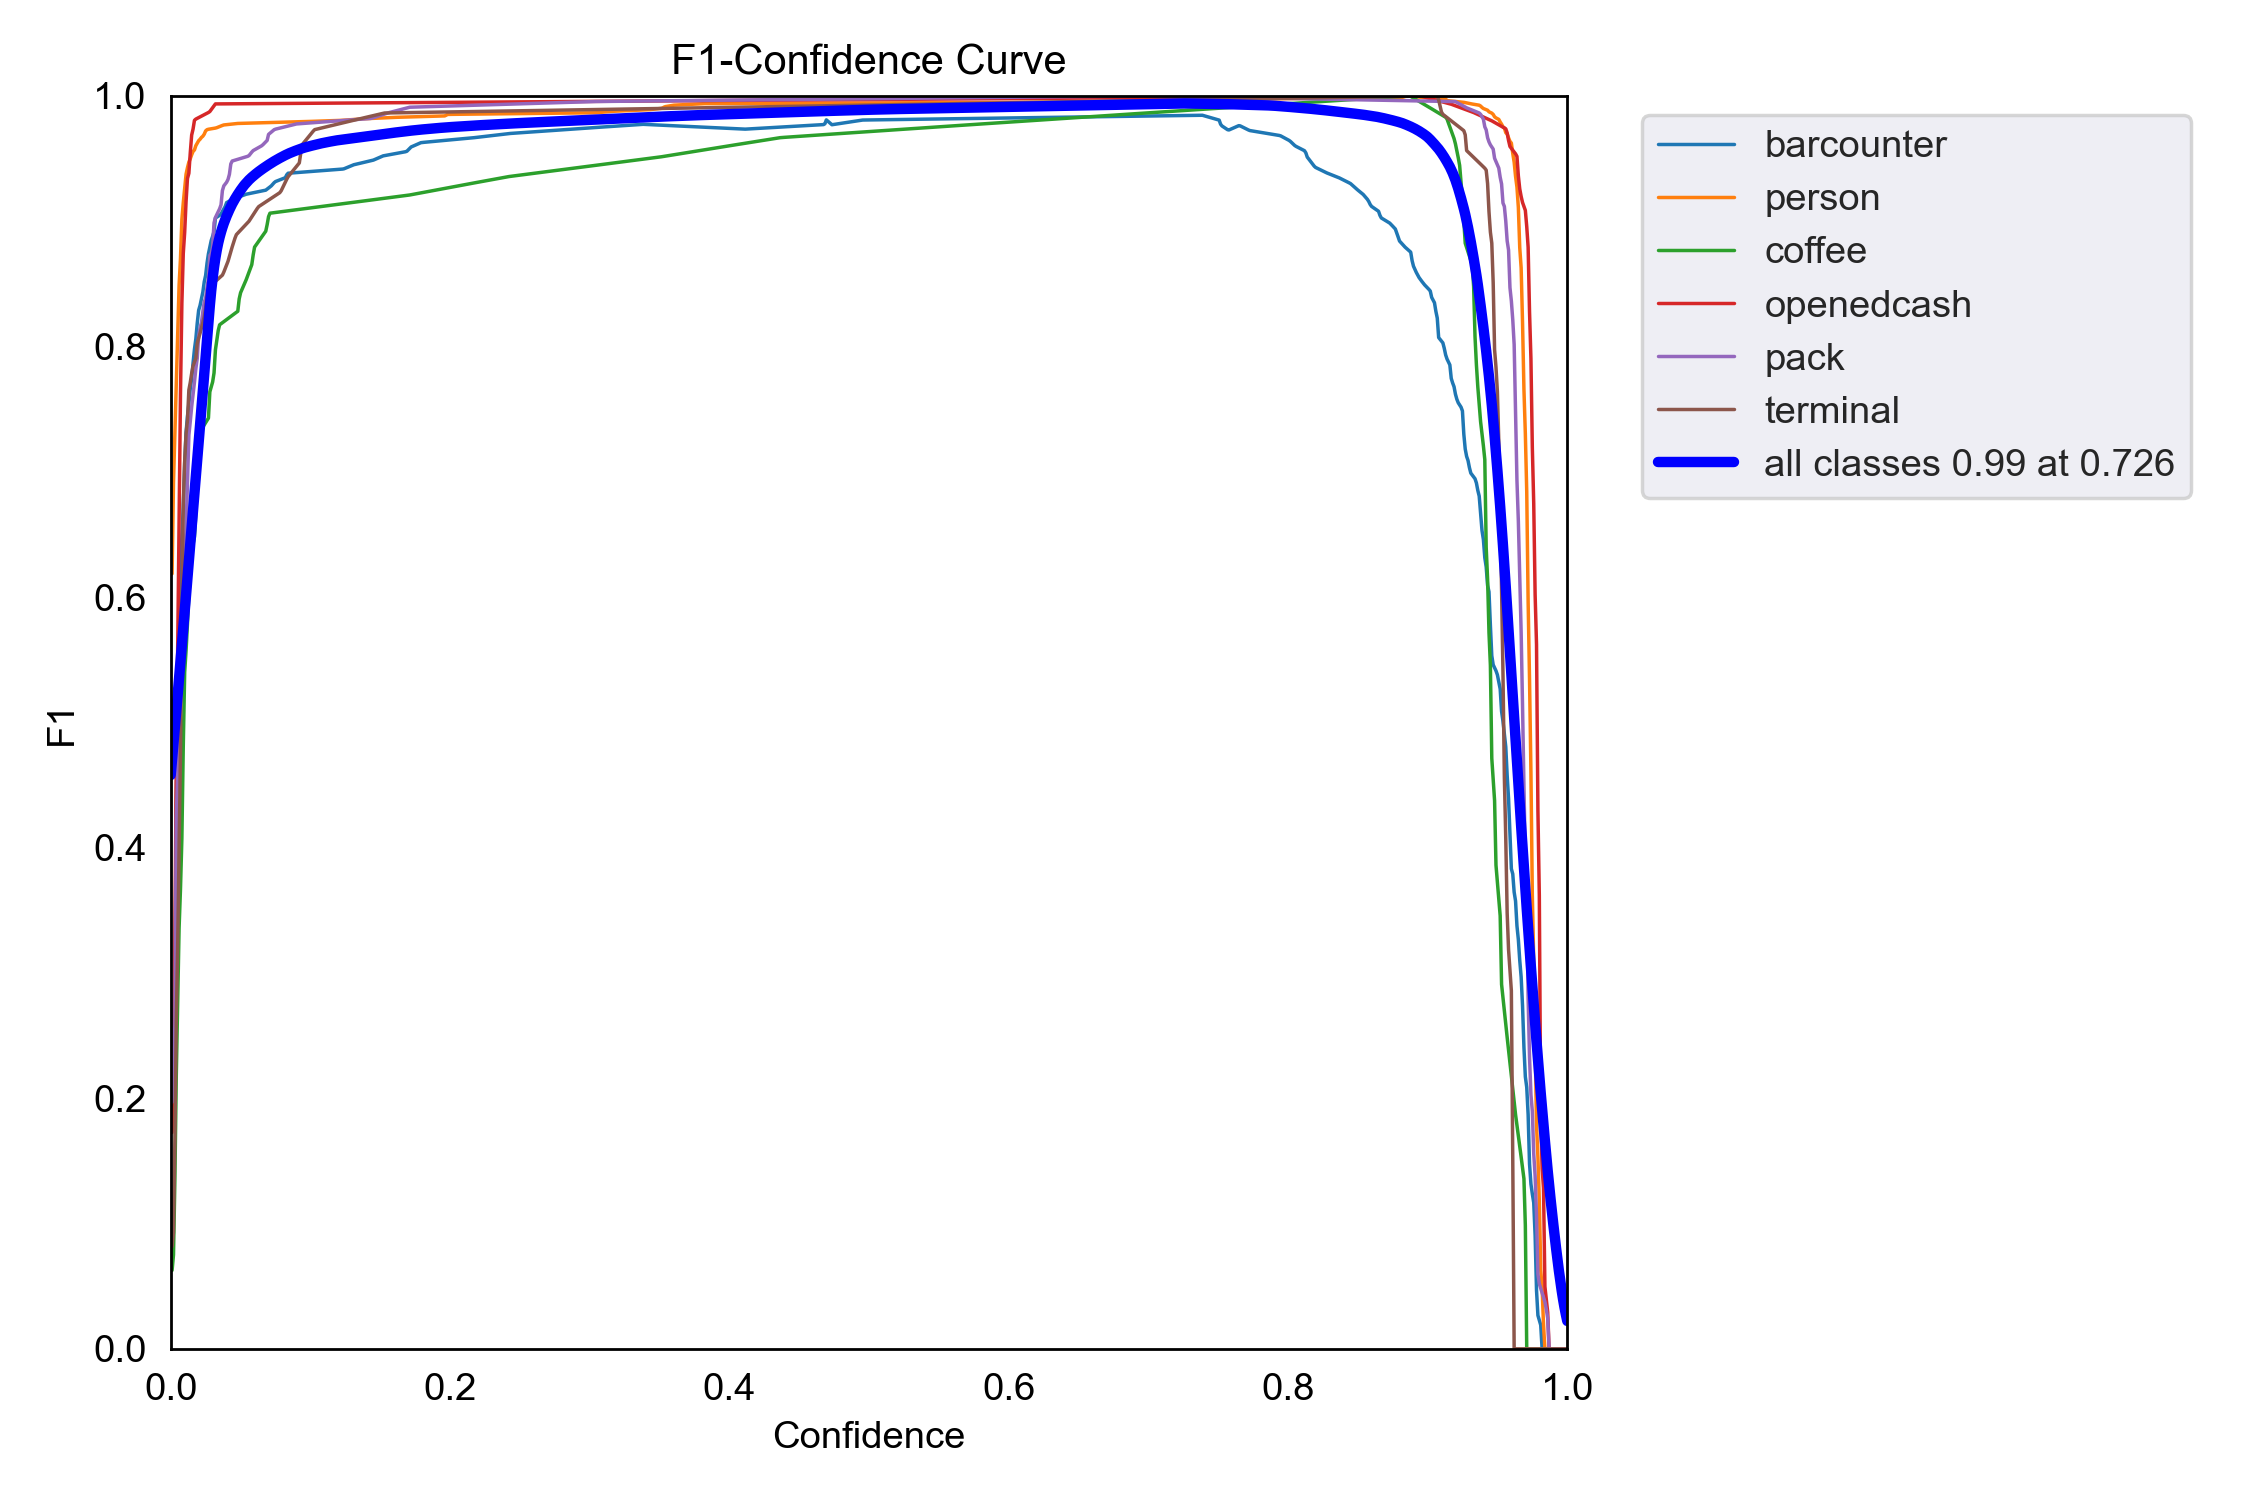 F1-Confidence Curve
1.0
0.8
0.6
0.4
0.2
0.0
F1
0.0
0.2
0.4
0.6
0.8
1.0
Confidence
barcounter
person
coffee
openedcash
pack
terminal
all classes 0.99 at 0.726